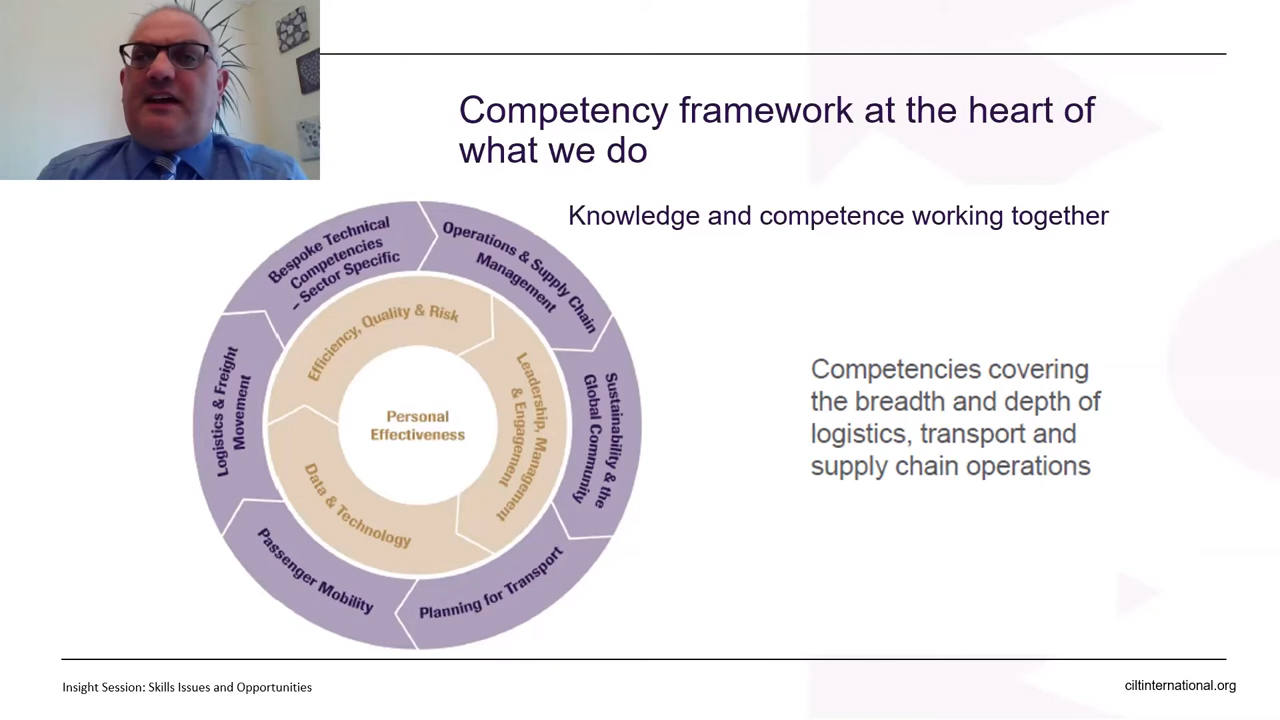 Competency framework at the heart of
what we do
Knowledge and competence working together
Bespoke Technical
Competencies
– Sector Specific
Operations & Supply Chain
Management
Sustainability & the
Global Community
Planning for Transport
Passenger Mobility
Logistics & Freight
Movement
Efficiency, Quality & Risk
Leadership, Management
& Engagement
Data & Technology
Personal
Effectiveness
Competencies covering
the breadth and depth of
logistics, transport and
supply chain operations
Insight Session: Skills Issues and Opportunities
ciltinternational.org